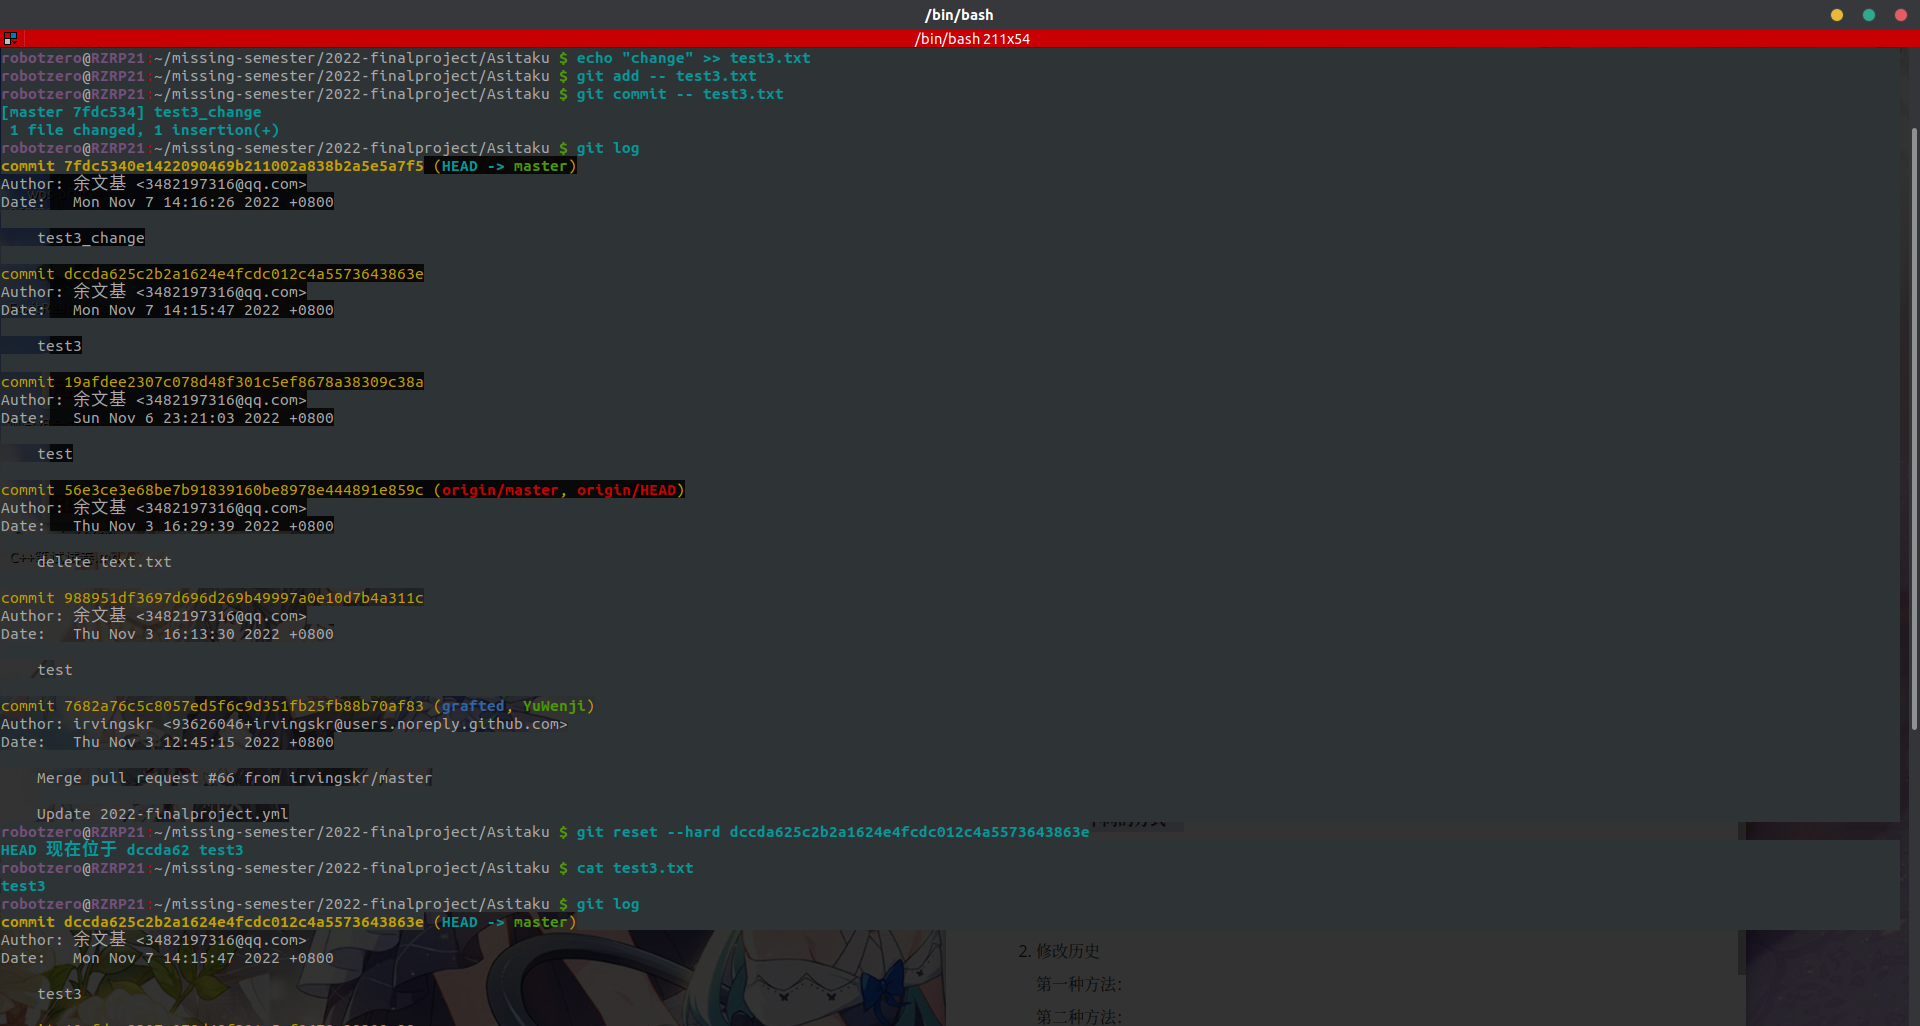 /bin/bash
/bin/bash 211x54
robotzero@RZRP21:~/missing-semester/2022-finalproject/Asitaku $ echo "change" >> test3.txt
robotzero@RZRP21:~/missing-semester/2022-finalproject/Asitaku $ git add -- test3.txt
robotzero@RZRP21:~/missing-semester/2022-finalproject/Asitaku $ git commit -- test3.txt
[master 7fdc534] test3_change
 1 file changed, 1 insertion(+)
robotzero@RZRP21:~/missing-semester/2022-finalproject/Asitaku $ git log
commit 7fdc5340e1422090469b211002a838b2a5e5a7f5 (HEAD -> master)
Author: 余文基 <3482197316@qq.com>
Date:   Mon Nov 7 14:16:26 2022 +0800
    test3_change
commit dccda625c2b2a1624e4fcdc012c4a5573643863e
Author: 余文基 <3482197316@qq.com>
Date:   Mon Nov 7 14:15:47 2022 +0800
    test3
commit 19afdee2307c078d48f301c5ef8678a38309c38a
Author: 余文基 <3482197316@qq.com>
Date:   Sun Nov 6 23:21:03 2022 +0800
    test
commit 56e3ce3e68be7b91839160be8978e444891e859c (origin/master, origin/HEAD)
Author: 余文基 <3482197316@qq.com>
Date:   Thu Nov 3 16:29:39 2022 +0800
    delete text.txt
commit 988951df3697d696d269b49997a0e10d7b4a311c
Author: 余文基 <3482197316@qq.com>
Date:   Thu Nov 3 16:13:30 2022 +0800
    test
commit 7682a76c5c8057ed5f6c9d351fb25fb88b70af83 (grafted, YuWenji)
Author: irvingskr <93626046+irvingskr@users.noreply.github.com>
Date:   Thu Nov 3 12:45:15 2022 +0800
    Merge pull request #66 from irvingskr/master
    Update 2022-finalproject.yml
robotzero@RZRP21:~/missing-semester/2022-finalproject/Asitaku $ git reset --hard dccda625c2b2a1624e4fcdc012c4a5573643863e
HEAD 现在位于 dccda62 test3
robotzero@RZRP21:~/missing-semester/2022-finalproject/Asitaku $ cat test3.txt
test3
robotzero@RZRP21:~/missing-semester/2022-finalproject/Asitaku $ git log
commit dccda625c2b2a1624e4fcdc012c4a5573643863e (HEAD -> master)
Author: 余文基 <3482197316@qq.com>
Date:   Mon Nov 7 14:15:47 2022 +0800
    test3
2. 修改历史
第一种方法：
第二种方法：